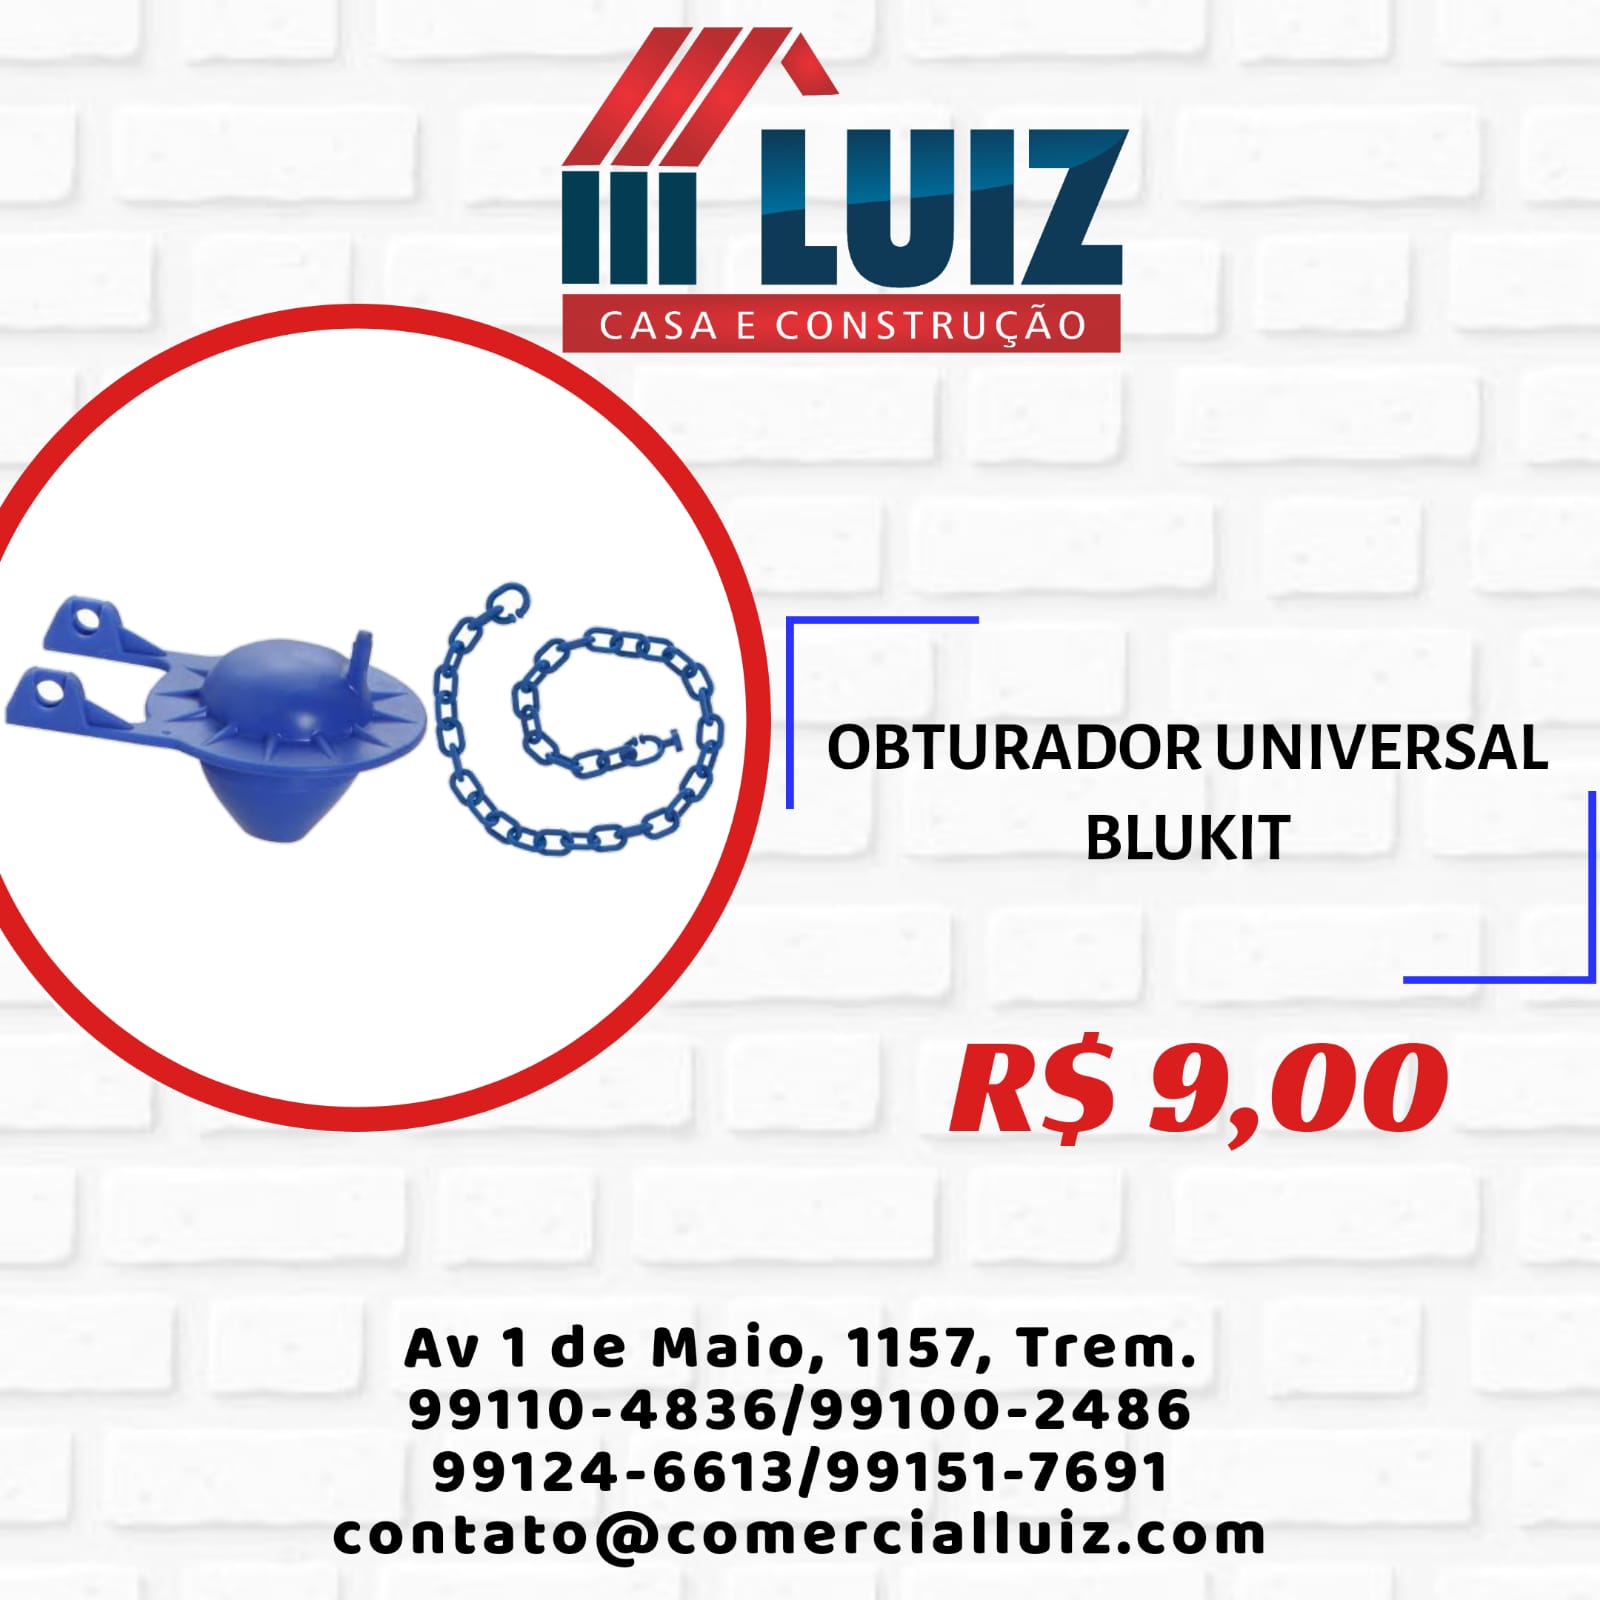 LUIZ
CASA E CONSTRUÇÃO
OBTURADOR UNIVERSAL
BLUKIT
R$ 9,00
Av 1 de Maio, 1157, Trem.
99110-4836/99100-2486
99124-6613/99151-7691
contato@comercialluiz.com